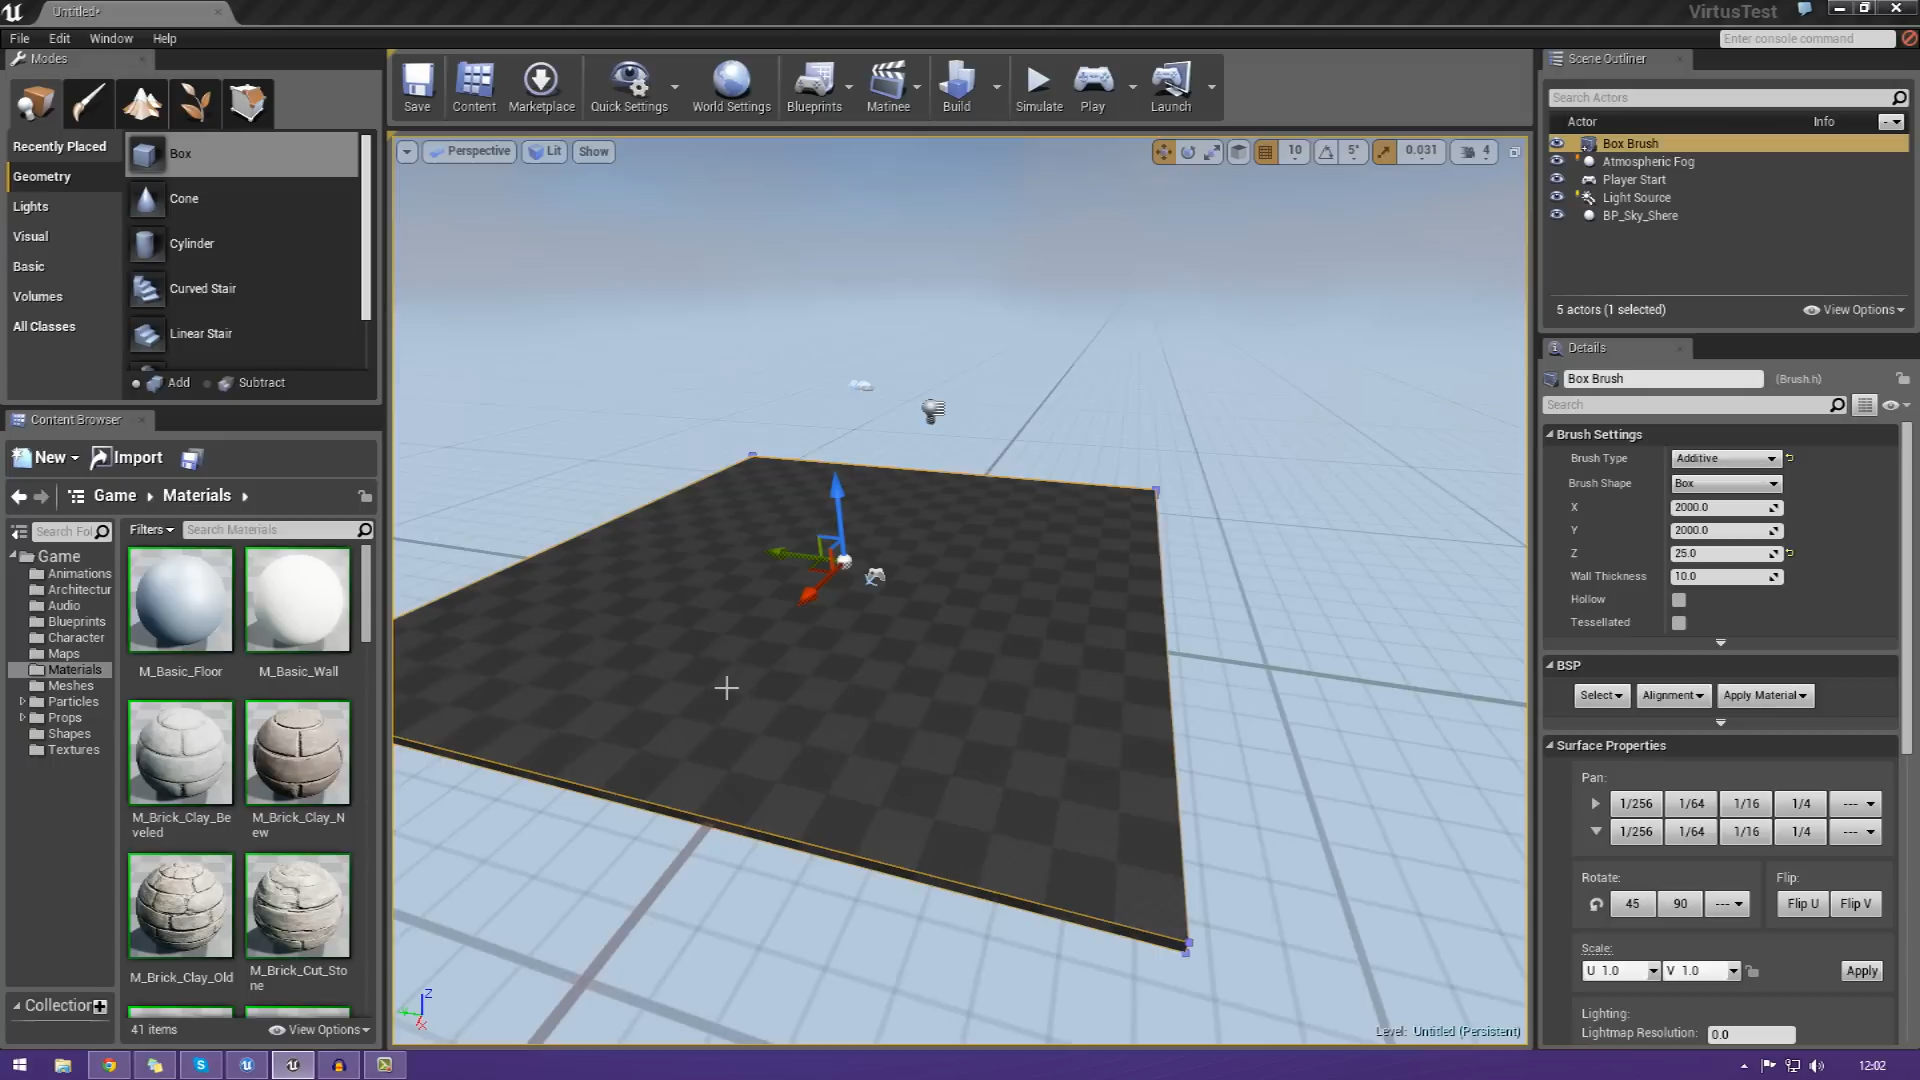 Untitled*
VirtusTest
File Edit Window Help
Enter console command
Modes
Save
Content
Marketplace
Quick Settings
World Settings
Blueprints
Matinee
Build
Simulate
Play
Launch
Recently Placed
Geometry
Lights
Visual
Basic
Volumes
All Classes
Box
Cone
Cylinder
Curved Stair
Linear Stair
Add
Subtract
Perspective
Lit
Show
10
5°
0.031
4
Level: Untitled (Persistent)
Z
X
Content Browser
New
Import
Game
Materials
Search Fol
Filters
Search Materials
Game
Animations
Architectur
Audio
Blueprints
Character
Maps
Materials
Meshes
Particles
Props
Shapes
Textures
M_Basic_Floor
M_Basic_Wall
M_Brick_Clay_Be
veled
M_Brick_Clay_N
ew
M_Brick_Clay_Old
M_Brick_Cut_Sto
ne
Collection
41 items
View Options
Scene Outliner
Search Actors
Actor
Info
Box Brush
Atmospheric Fog
Player Start
Light Source
BP_Sky_Shere
5 actors (1 selected)
View Options
Details
Box Brush
(Brush.h)
Search
Brush Settings
Brush Type
Additive
Brush Shape
Box
X
2000.0
Y
2000.0
Z
25.0
Wall Thickness
10.0
Hollow
Tessellated
BSP
Select
Alignment
Apply Material
Surface Properties
Pan:
1/256 1/64 1/16 1/4 ---
1/256 1/64 1/16 1/4 ---
Rotate:
Flip:
45 90 ---
Flip U Flip V
Scale:
U 1.0
V 1.0
Apply
Lighting:
Lightmap Resolution: 0.0
12:02